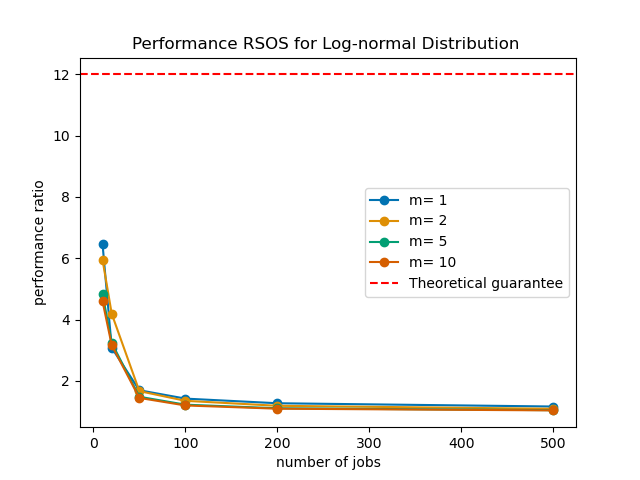 Performance RSOS for Log-normal Distribution
performance ratio
12
10
8
6
4
2
m= 1
m= 2
m= 5
m= 10
Theoretical guarantee
0
100
200
300
400
500
number of jobs